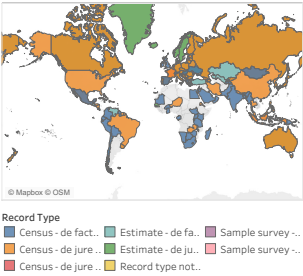 © Mapbox © OSM
Record Type
Census - de fact.. Estimate - de fa.. Sample survey -..
Census - de jure .. Estimate - de ju.. Sample survey -..
Census - de jure .. Record type not..